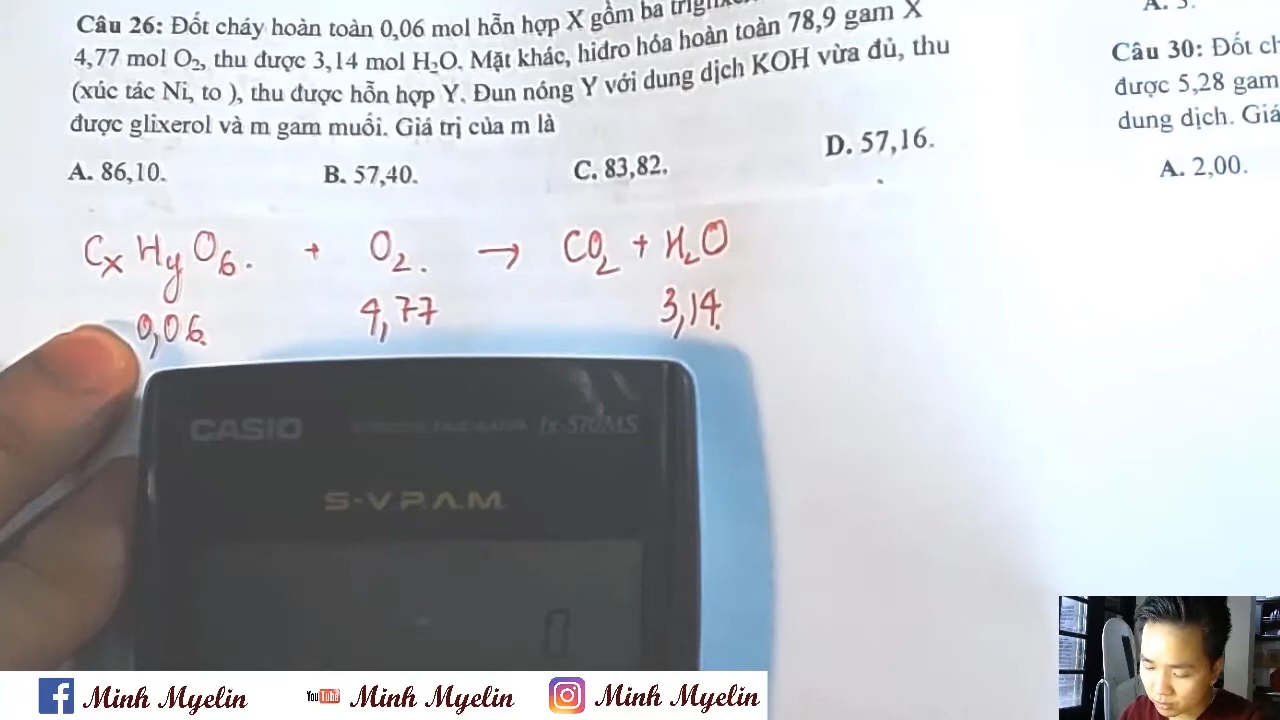 Câu 26: Đốt cháy hoàn toàn 0,06 mol hỗn hợp X gồm ba
4,77 mol O₂, thu được 3,14 mol H₂O. Mặt khác, hiđro hóa hoàn toàn 78,9 gam X
(xúc tác Ni, to ), thu được hỗn hợp Y. Đun nóng Y với dung dịch KOH vừa đủ, thu
được glixerol và m gam muối. Giá trị của m là
A. 86,10. B. 57,40. C. 83,82. D. 57,16.
A. 3.
Câu 30: Đốt
được 5,28 gam
dung dịch. Giá
A. 2,00.
CₓHᵧO₆ + O₂ → CO₂ + H₂O
0,06 4,77 3,14
CASIO fx-570MS
S-V.P.A.M.
0
Minh Myelin YouTube Minh Myelin Minh Myelin